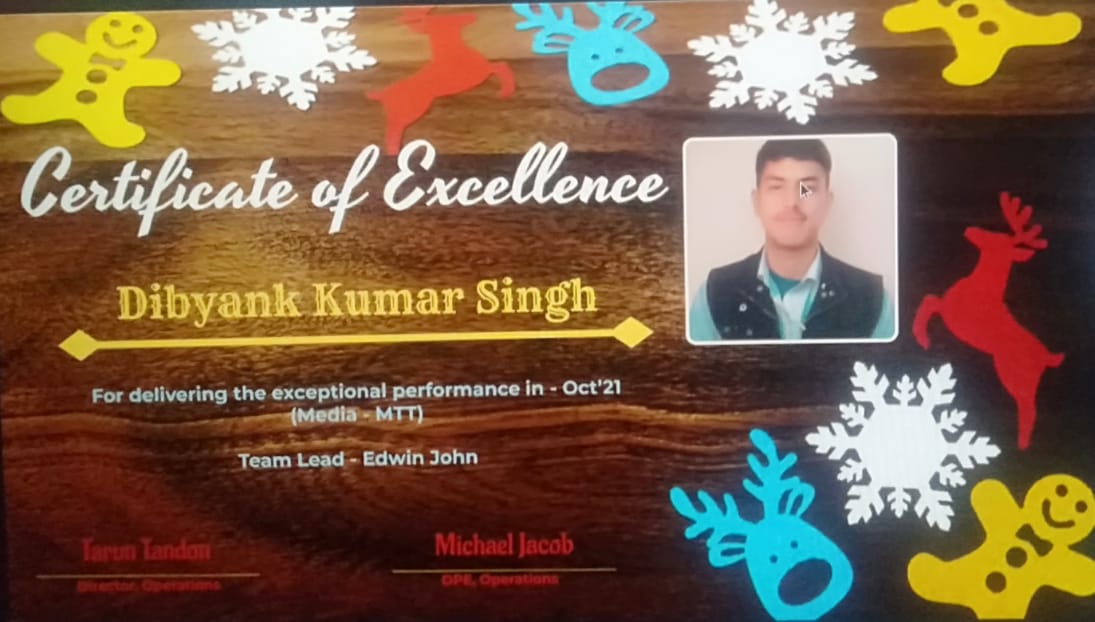 Certificate of Excellence
Dibyank Kumar Singh
For delivering the exceptional performance in - Oct'21
(Media - MTT)
Team Lead - Edwin John
Tarun Tandon
Michael Jacob
Director, Operations
DPE, Operations